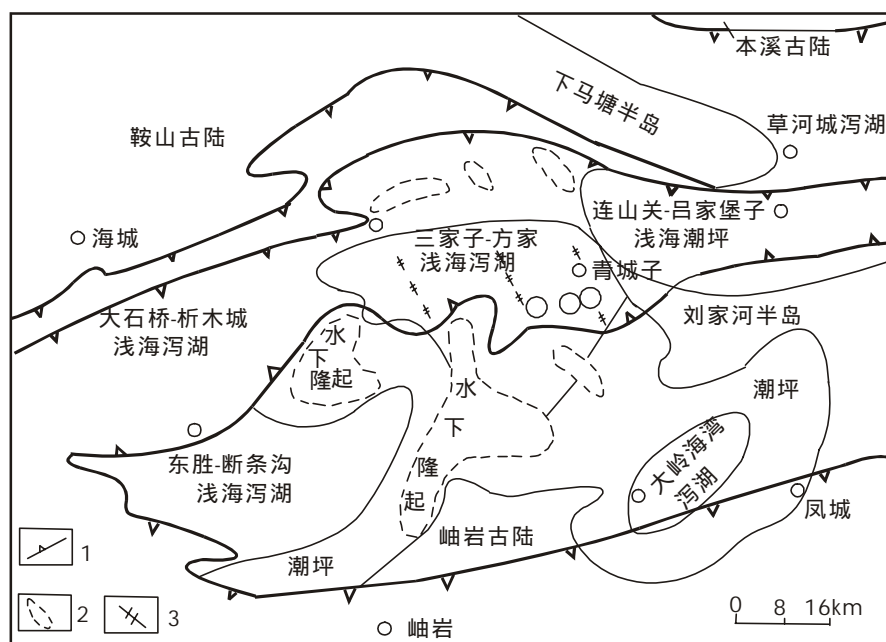 本溪古陆
下马塘半岛
草河城泻湖
鞍山古陆
连山关-吕家堡子
浅海潮坪
海城
三家子-方家
浅海泻湖
青城子
大石桥-析木城
浅海泻湖
刘家河半岛
水
下
隆起
水
下
隆
起
潮坪
大岭海湾
泻湖
东胜-断条沟
浅海泻湖
凤城
岫岩古陆
潮坪
1
2
3
0 8 16km
岫岩